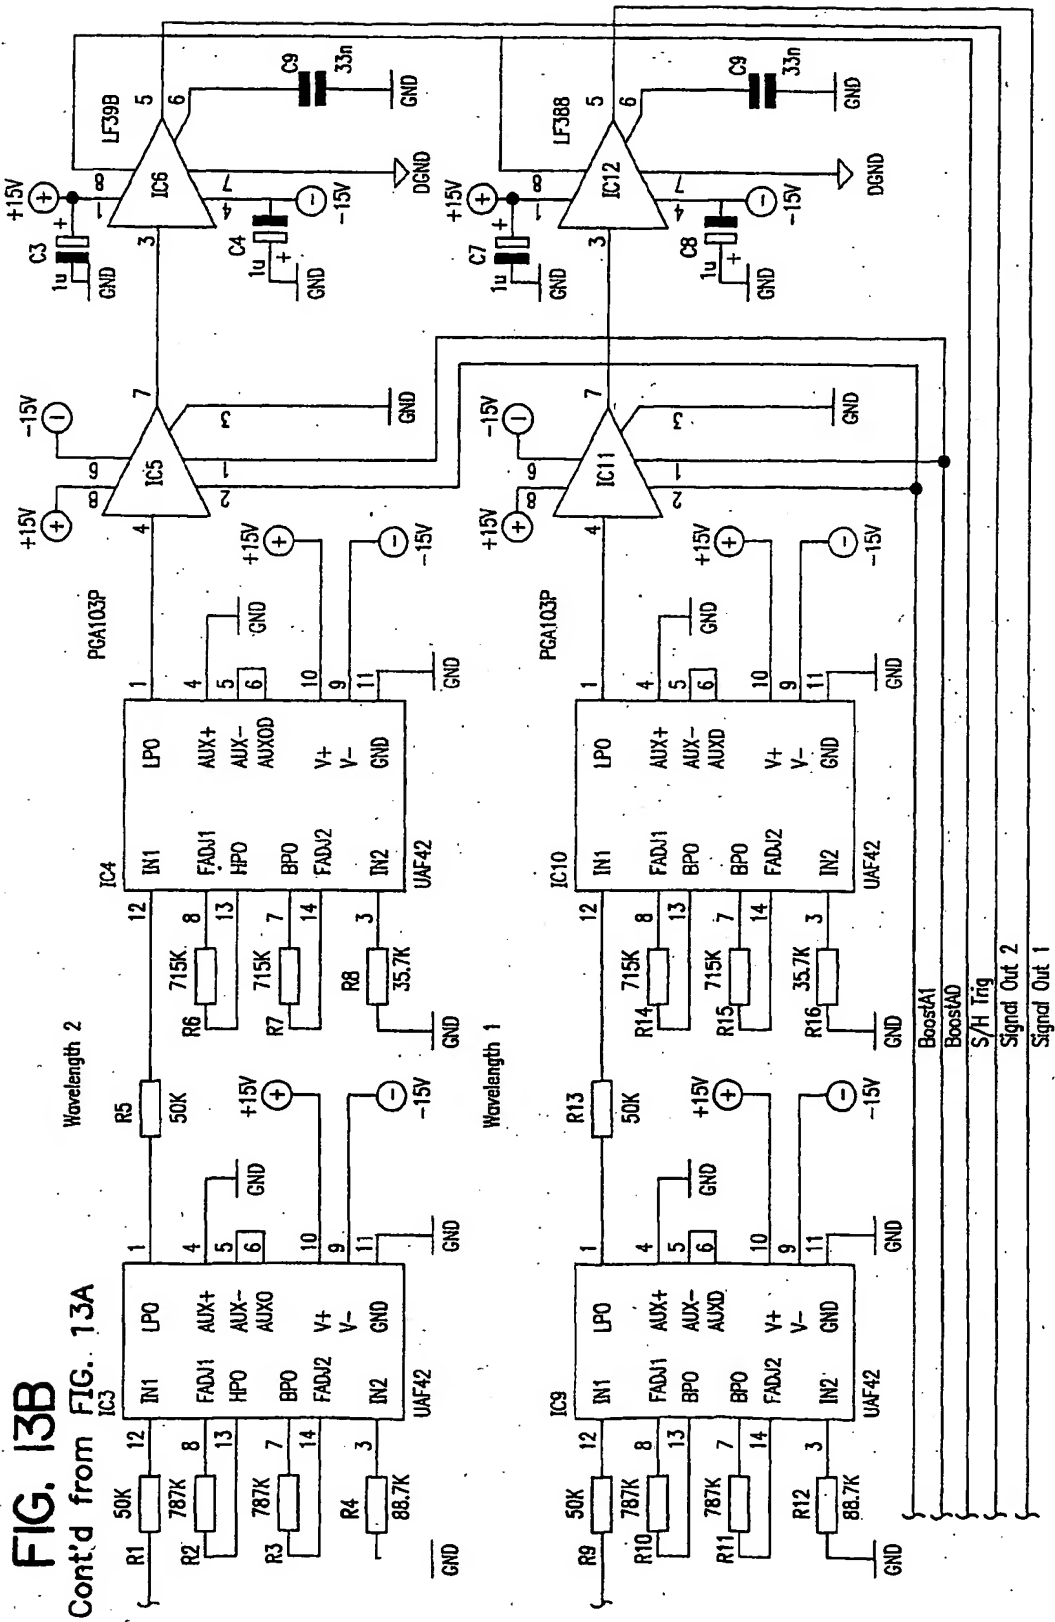 FIG. 13B
Cont'd from FIG. 13A
Wavelength 2
IC3
R1
50K
12
IN1
LPO
1
R2
787K
8
FADJ1
13
HPO
AUX+
4
GND
AUX-
5
AUXO
6
R3
787K
7
BPO
14
FADJ2
V+
10
+15V
V-
9
-15V
R4
88.7K
3
IN2
GND
11
GND
GND
UAF42
R5
50K
IC4
12
IN1
LPO
1
R6
715K
8
FADJ1
13
HPO
AUX+
4
GND
AUX-
5
AUXOD
6
R7
715K
7
BPO
14
FADJ2
V+
10
+15V
V-
9
-15V
R8
35.7K
3
IN2
GND
11
GND
GND
UAF42
PGA103P
4
IC5
7
+15V
8
-15V
6
2
1
3
GND
3
IC6
LF39B
5
6
C9
33n
GND
+15V
1
8
C3
1u
+
GND
4
7
C4
1u
+
GND
-15V
DGND
Wavelength 1
IC9
R9
50K
12
IN1
LPO
1
R10
787K
8
FADJ1
13
BPO
AUX+
4
GND
AUX-
5
AUXD
6
R11
787K
7
BPO
14
FADJ2
V+
10
+15V
V-
9
-15V
R12
88.7K
3
IN2
GND
11
GND
GND
UAF42
R13
50K
IC10
12
IN1
LPO
1
R14
715K
8
FADJ1
13
BPO
AUX+
4
GND
AUX-
5
AUXD
6
R15
715K
7
BPO
14
FADJ2
V+
10
+15V
V-
9
-15V
R16
35.7K
3
IN2
GND
11
GND
GND
UAF42
PGA103P
4
IC11
7
+15V
8
-15V
6
2
1
3
GND
3
IC12
LF388
5
6
C9
33n
GND
+15V
1
8
C7
1u
+
GND
4
7
C8
1u
+
GND
-15V
DGND
BoostA1
BoostA0
S/H Trig
Signal Out 2
Signal Out 1